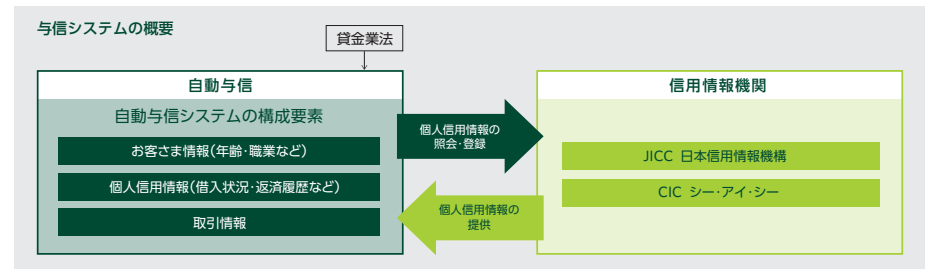 与信システムの概要
貸金業法
自動与信
自動与信システムの構成要素
お客さま情報(年齢・職業など)
個人信用情報(借入状況・返済履歴など)
取引情報
個人信用情報の
照会・登録
個人信用情報の
提供
信用情報機関
JICC 日本信用情報機構
CIC シー・アイ・シー